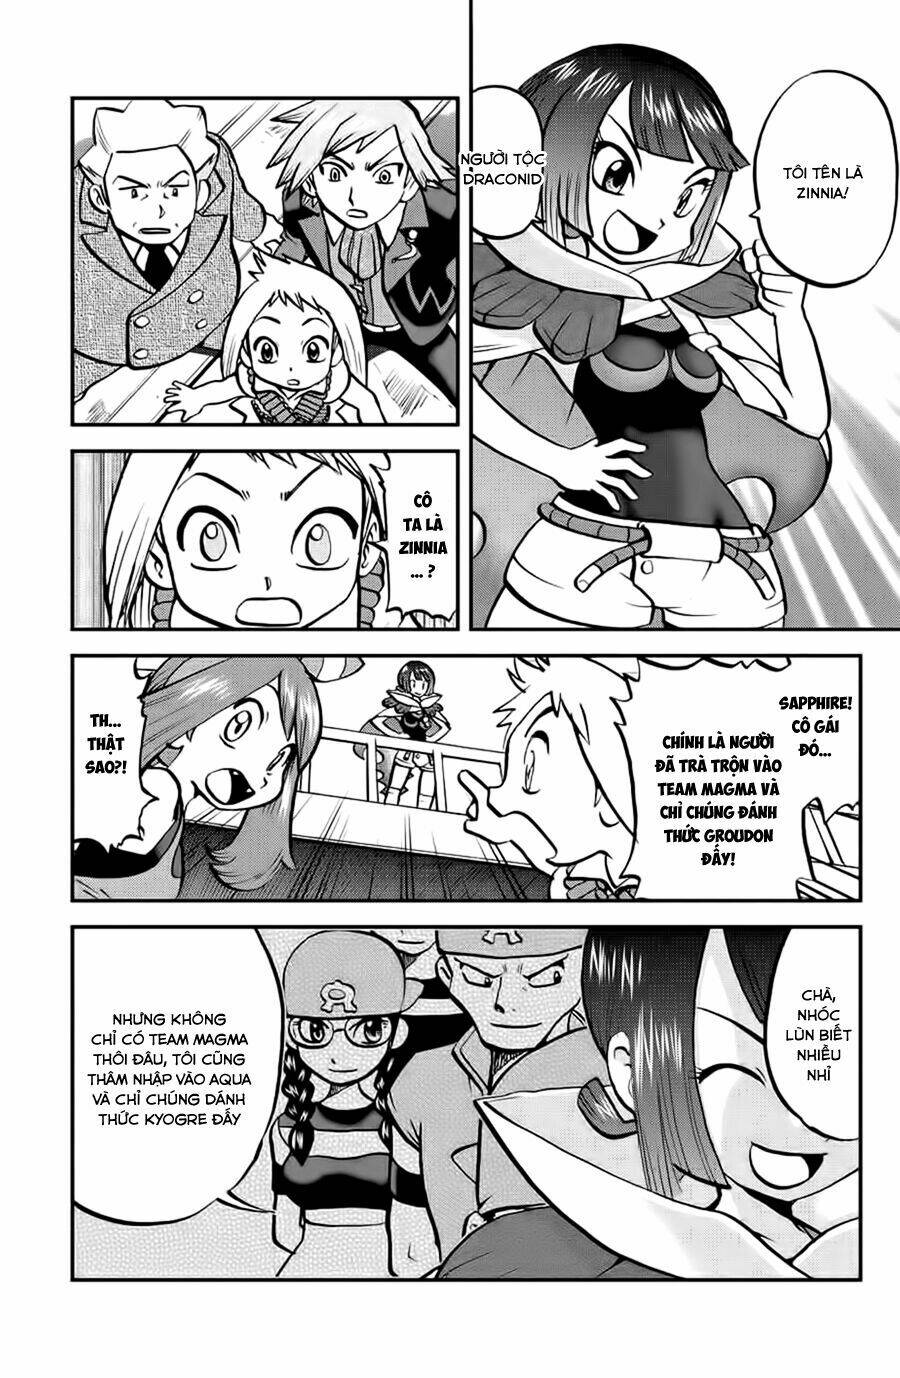 TÔI TÊN LÀ
ZINNIA!
NGƯỜI TỘC
DRACONID
CÔ
TA LÀ
ZINNIA
... ?
SAPPHIRE!
CÔ GÁI
ĐÓ...
CHÍNH LÀ NGƯỜI
ĐÃ TRÀ TRỘN VÀO
TEAM MAGMA VÀ
CHỈ CHÚNG ĐÁNH
THỨC GROUDON
ĐẤY!
TH...
THẬT
SAO?!
CHÀ,
NHỐC
LÙN BIẾT
NHIỀU
NHỈ
NHƯNG KHÔNG
CHỈ CÓ TEAM MAGMA
THÔI ĐÂU, TÔI CŨNG
THÂM NHẬP VÀO AQUA
VÀ CHỈ CHÚNG DÁNH
THỨC KYOGRE ĐẤY